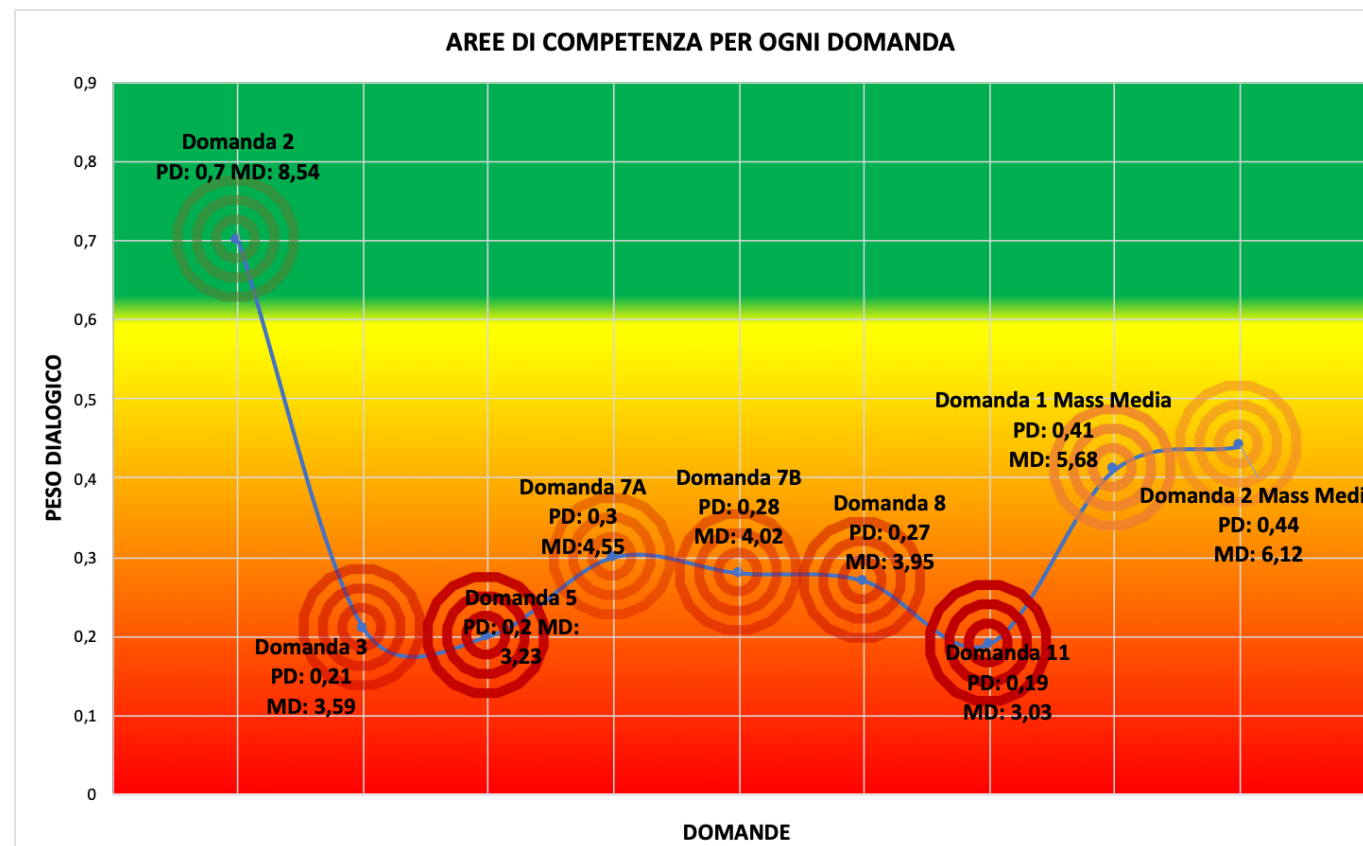 AREE DI COMPETENZA PER OGNI DOMANDA
PESO DIALOGICO
0,9
0,8
0,7
0,6
0,5
0,4
0,3
0,2
0,1
0
Domanda 2
PD: 0,7 MD: 8,54
Domanda 3
PD: 0,21
MD: 3,59
Domanda 5
PD: 0,2 MD:
3,23
Domanda 7A
PD: 0,3
MD:4,55
Domanda 7B
PD: 0,28
MD: 4,02
Domanda 8
PD: 0,27
MD: 3,95
Domanda 11
PD: 0,19
MD: 3,03
Domanda 1 Mass Media
PD: 0,41
MD: 5,68
Domanda 2 Mass Medi
PD: 0,44
MD: 6,12
DOMANDE